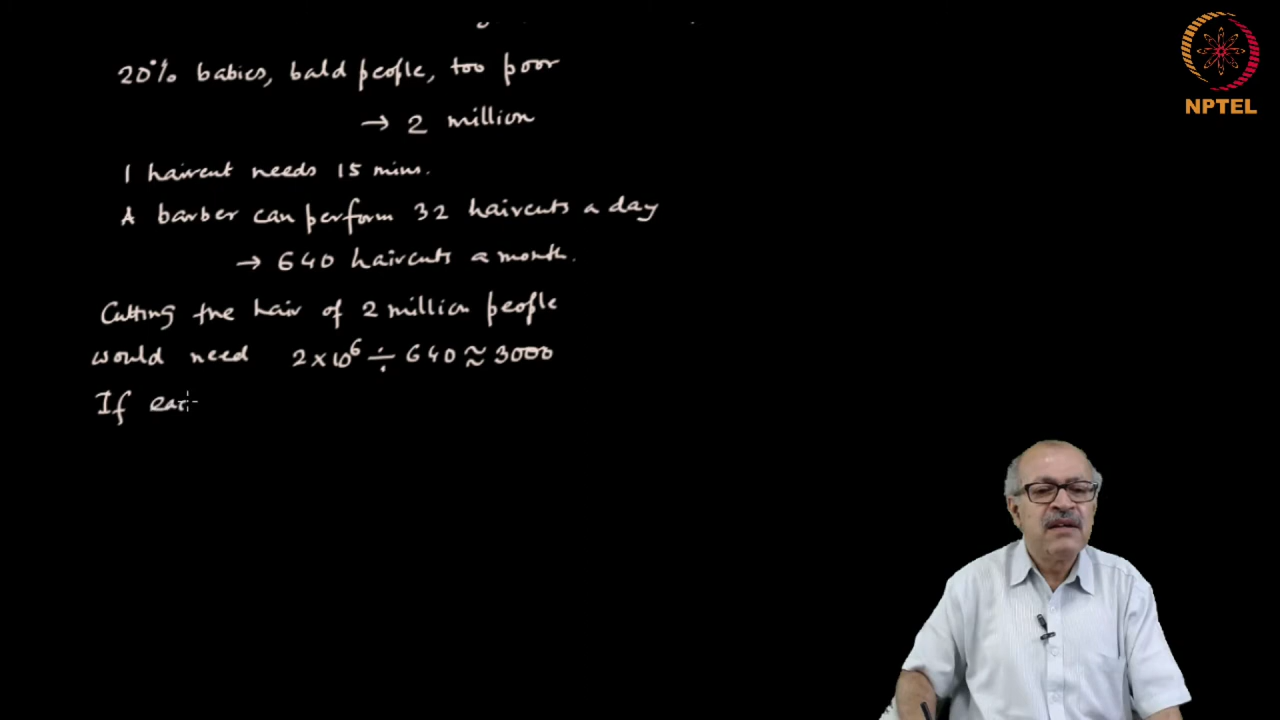 20% babies, bald people, too poor
→ 2 million
1 haircut needs 15 mins.
A barber can perform 32 haircuts a day
→ 640 haircuts a month.
Cutting the hair of 2 million people
would need 2 × 10⁶ ÷ 640 ≈ 3000
If eac
NPTEL